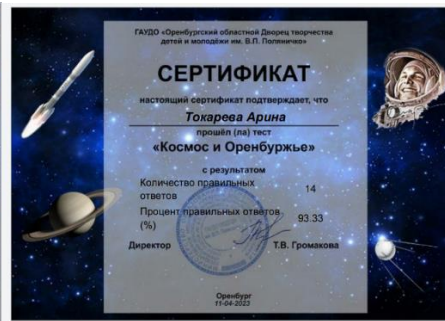 ГАУДО «Оренбургский областной Дворец творчества
детей и молодёжи им. В.П. Поляничко»
СЕРТИФИКАТ
настоящий сертификат подтверждает, что
Токарева Арина
прошёл (ла) тест
«Космос и Оренбуржье»
с результатом
Количество правильных
ответов
14
Процент правильных ответов
(%)
93.33
Директор Т.В. Громакова
Оренбург
11-04-2023